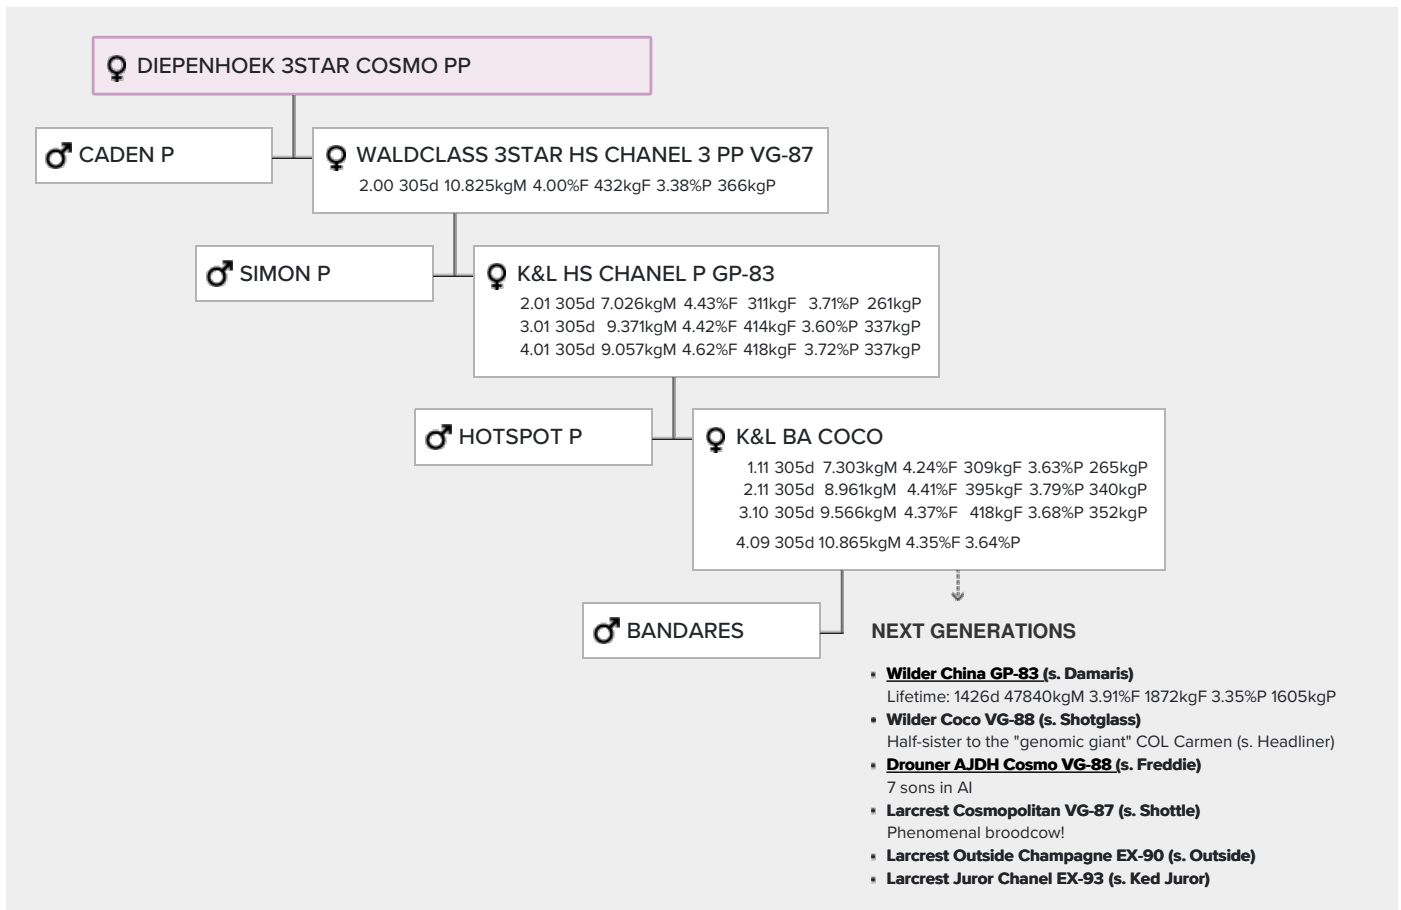 DIEPENHOEK 3STAR COSMO PP
CADEN P
WALDCLASS 3STAR HS CHANEL 3 PP VG-87
2.00 305d 10.825kgM 4.00%F 432kgF 3.38%P 366kgP
SIMON P
K&L HS CHANEL P GP-83
2.01 305d 7.026kgM 4.43%F 311kgF 3.71%P 261kgP
3.01 305d 9.371kgM 4.42%F 414kgF 3.60%P 337kgP
4.01 305d 9.057kgM 4.62%F 418kgF 3.72%P 337kgP
HOTSPOT P
K&L BA COCO
1.11 305d 7.303kgM 4.24%F 309kgF 3.63%P 265kgP
2.11 305d 8.961kgM 4.41%F 395kgF 3.79%P 340kgP
3.10 305d 9.566kgM 4.37%F 418kgF 3.68%P 352kgP
4.09 305d 10.865kgM 4.35%F 3.64%P
BANDARES
NEXT GENERATIONS
Wilder China GP-83 (s. Damaris)
Lifetime: 1426d 47840kgM 3.91%F 1872kgF 3.35%P 1605kgP
Wilder Coco VG-88 (s. Shotglass)
Half-sister to the "genomic giant" COL Carmen (s. Headliner)
Drouner AJDH Cosmo VG-88 (s. Freddie)
7 sons in AI
Larcrest Cosmopolitan VG-87 (s. Shottle)
Phenomenal broodcow!
Larcrest Outside Champagne EX-90 (s. Outside)
Larcrest Juror Chanel EX-93 (s. Ked Juror)